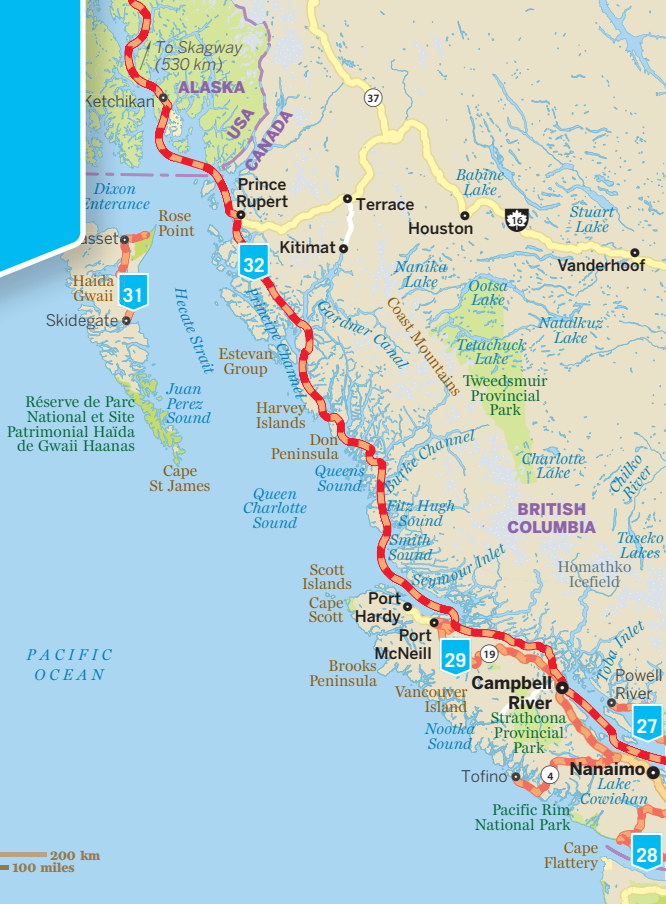 To Skagway
(530 km)
ALASKA
Ketchikan
USA
CANADA
37
Dixon
Enterance
Prince
Rupert
Terrace
Babine
Lake
Houston
16
Stuart
Lake
Rose
Point
asset
32
Kitimat
Vanderhoof
Haida
Gwaii
31
Skidegate
Hecate Strait
Principe Channel
Nanika
Lake
Ootsa
Lake
Gardner Canal
Coast Mountains
Natalkuz
Lake
Tetachuck
Lake
Estevan
Group
Tweedsmuir
Provincial
Park
Réserve de Parc
National et Site
Patrimonial Haïda
de Gwaii Haanas
Juan
Perez
Sound
Harvey
Islands
Don
Peninsula
Cape
St James
Queens
Sound
Burke Channel
Charlotte
Lake
Chilko
River
Queen
Charlotte
Sound
Fitz Hugh
Sound
BRITISH
COLUMBIA
Smith
Sound
Taseko
Lakes
Seymour Inlet
Homathko
Icefield
Scott
Islands
Cape
Scott
Port
Hardy
Port
McNeill
29
19
Toba Inlet
PACIFIC
OCEAN
Brooks
Peninsula
Vancouver
Island
Campbell
River
Powell
River
27
Strathcona
Provincial
Park
Nootka
Sound
Tofino
4
Nanaimo
Lake
Cowichan
Pacific Rim
National Park
Cape
Flattery
28
200 km
100 miles